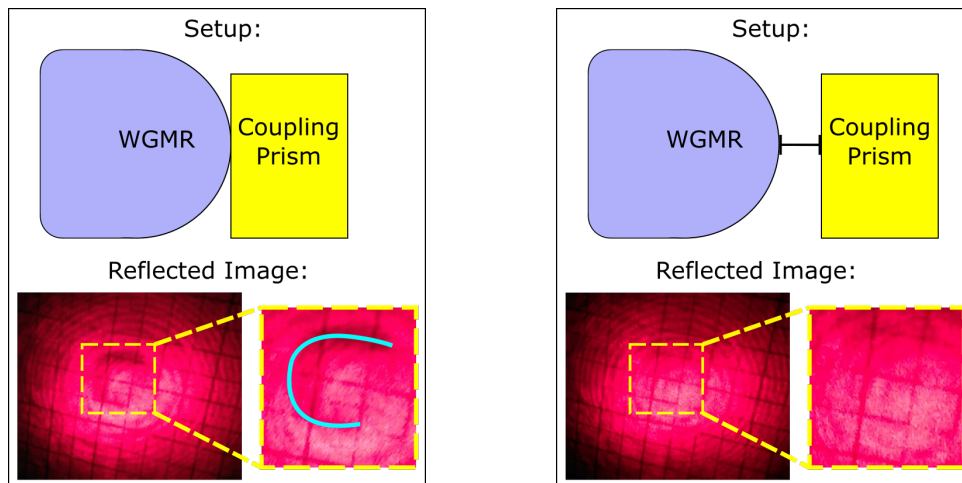 Setup:
WGMR
Coupling
Prism
Reflected Image:
Setup:
WGMR
Coupling
Prism
Reflected Image: